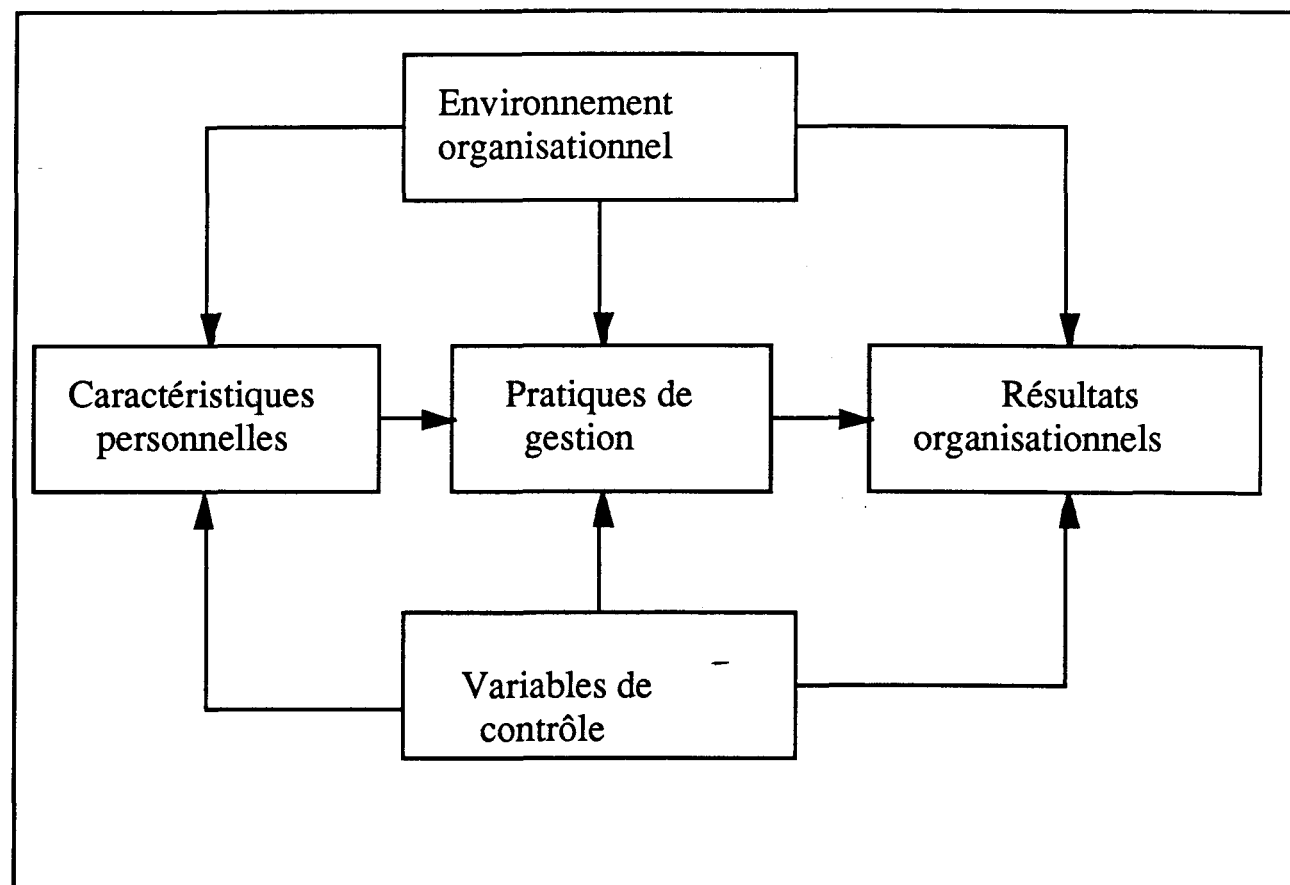 Environnement
organisationnel
Caractéristiques
personnelles
Pratiques de
gestion
Résultats
organisationnels
Variables de
contrôle